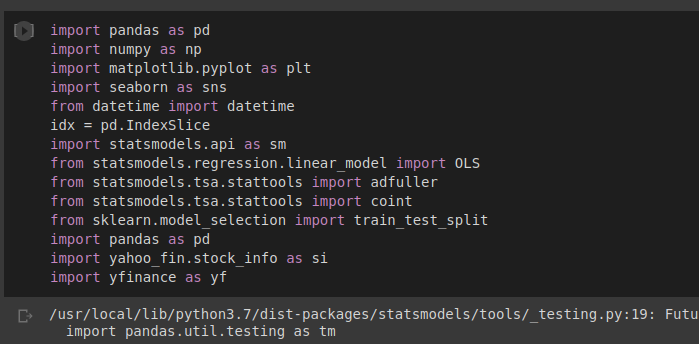 import pandas as pd
import numpy as np
import matplotlib.pyplot as plt
import seaborn as sns
from datetime import datetime
idx = pd.IndexSlice
import statsmodels.api as sm
from statsmodels.regression.linear_model import OLS
from statsmodels.tsa.stattools import adfuller
from statsmodels.tsa.stattools import coint
from sklearn.model_selection import train_test_split
import pandas as pd
import yahoo_fin.stock_info as si
import yfinance as yf
/usr/local/lib/python3.7/dist-packages/statsmodels/tools/_testing.py:19: Futu
import pandas.util.testing as tm